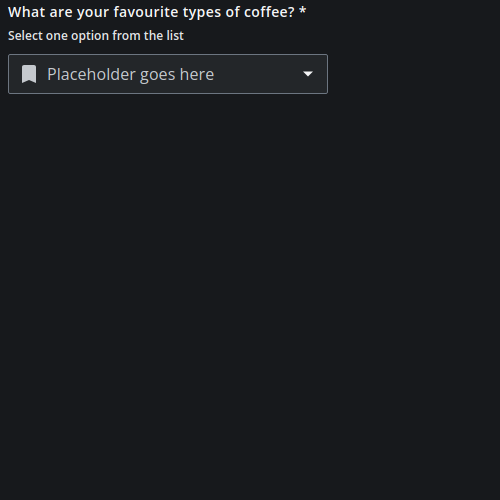 What are your favourite types of coffee? *
Select one option from the list
Placeholder goes here